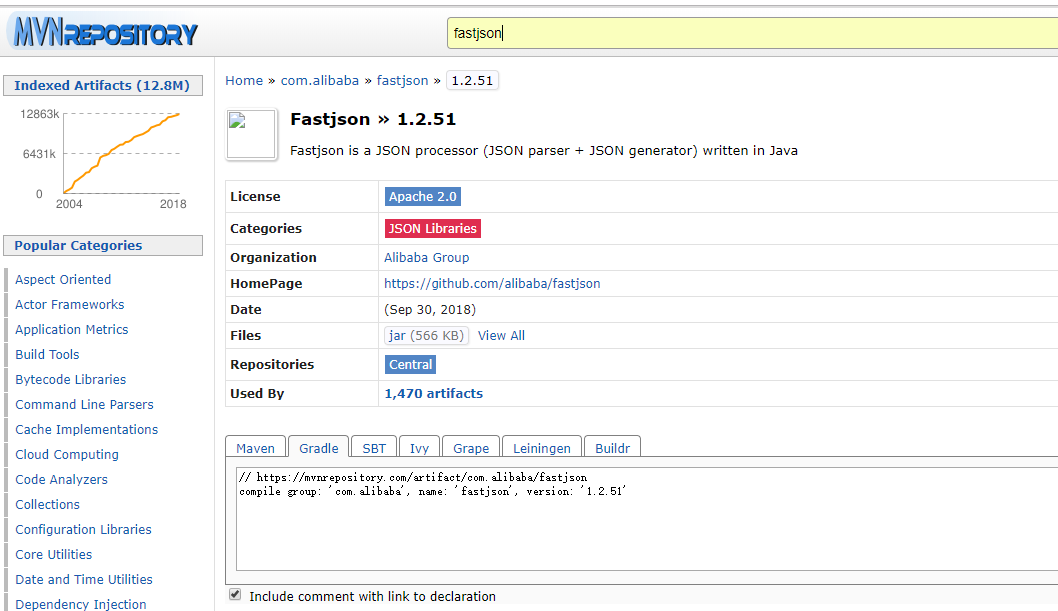 MVNREPOSITORY
fastjson
Indexed Artifacts (12.8M)
12863k
6431k
0
2004 2018
Popular Categories
Aspect Oriented
Actor Frameworks
Application Metrics
Build Tools
Bytecode Libraries
Command Line Parsers
Cache Implementations
Cloud Computing
Code Analyzers
Collections
Configuration Libraries
Core Utilities
Date and Time Utilities
Dependency Injection
Home » com.alibaba » fastjson » 1.2.51
Fastjson » 1.2.51
Fastjson is a JSON processor (JSON parser + JSON generator) written in Java
License Apache 2.0
Categories JSON Libraries
Organization Alibaba Group
HomePage https://github.com/alibaba/fastjson
Date (Sep 30, 2018)
Files jar (566 KB) View All
Repositories Central
Used By 1,470 artifacts
Maven Gradle SBT Ivy Grape Leiningen Buildr
// https://mvnrepository.com/artifact/com.alibaba/fastjson
compile group: 'com.alibaba', name: 'fastjson', version: '1.2.51'
Include comment with link to declaration